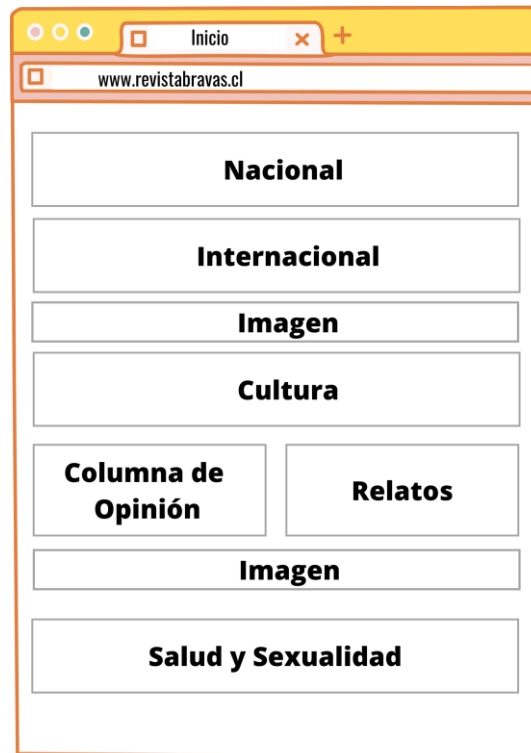 Inicio
www.revistabravas.cl
Nacional
Internacional
Imagen
Cultura
Columna de
Opinión
Relatos
Imagen
Salud y Sexualidad